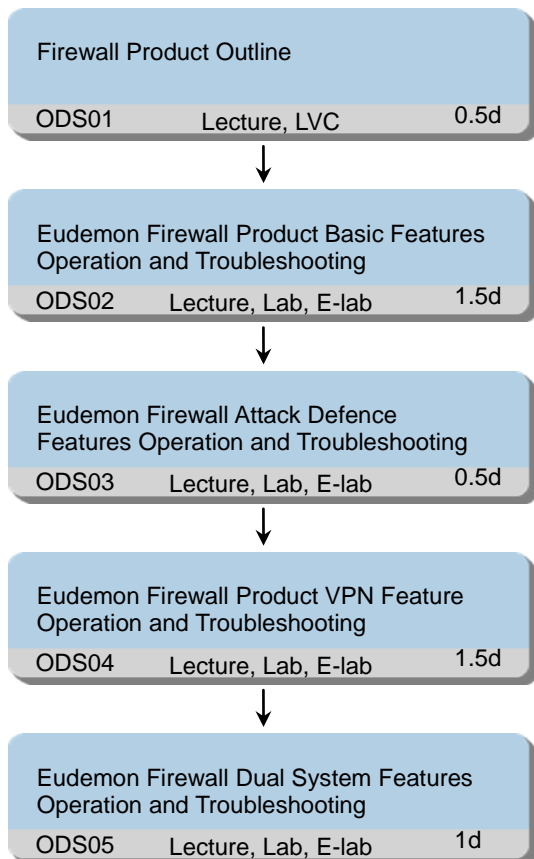 Firewall Product Outline
ODS01 Lecture, LVC 0.5d
Eudemon Firewall Product Basic Features
Operation and Troubleshooting
ODS02 Lecture, Lab, E-lab 1.5d
Eudemon Firewall Attack Defence
Features Operation and Troubleshooting
ODS03 Lecture, Lab, E-lab 0.5d
Eudemon Firewall Product VPN Feature
Operation and Troubleshooting
ODS04 Lecture, Lab, E-lab 1.5d
Eudemon Firewall Dual System Features
Operation and Troubleshooting
ODS05 Lecture, Lab, E-lab 1d